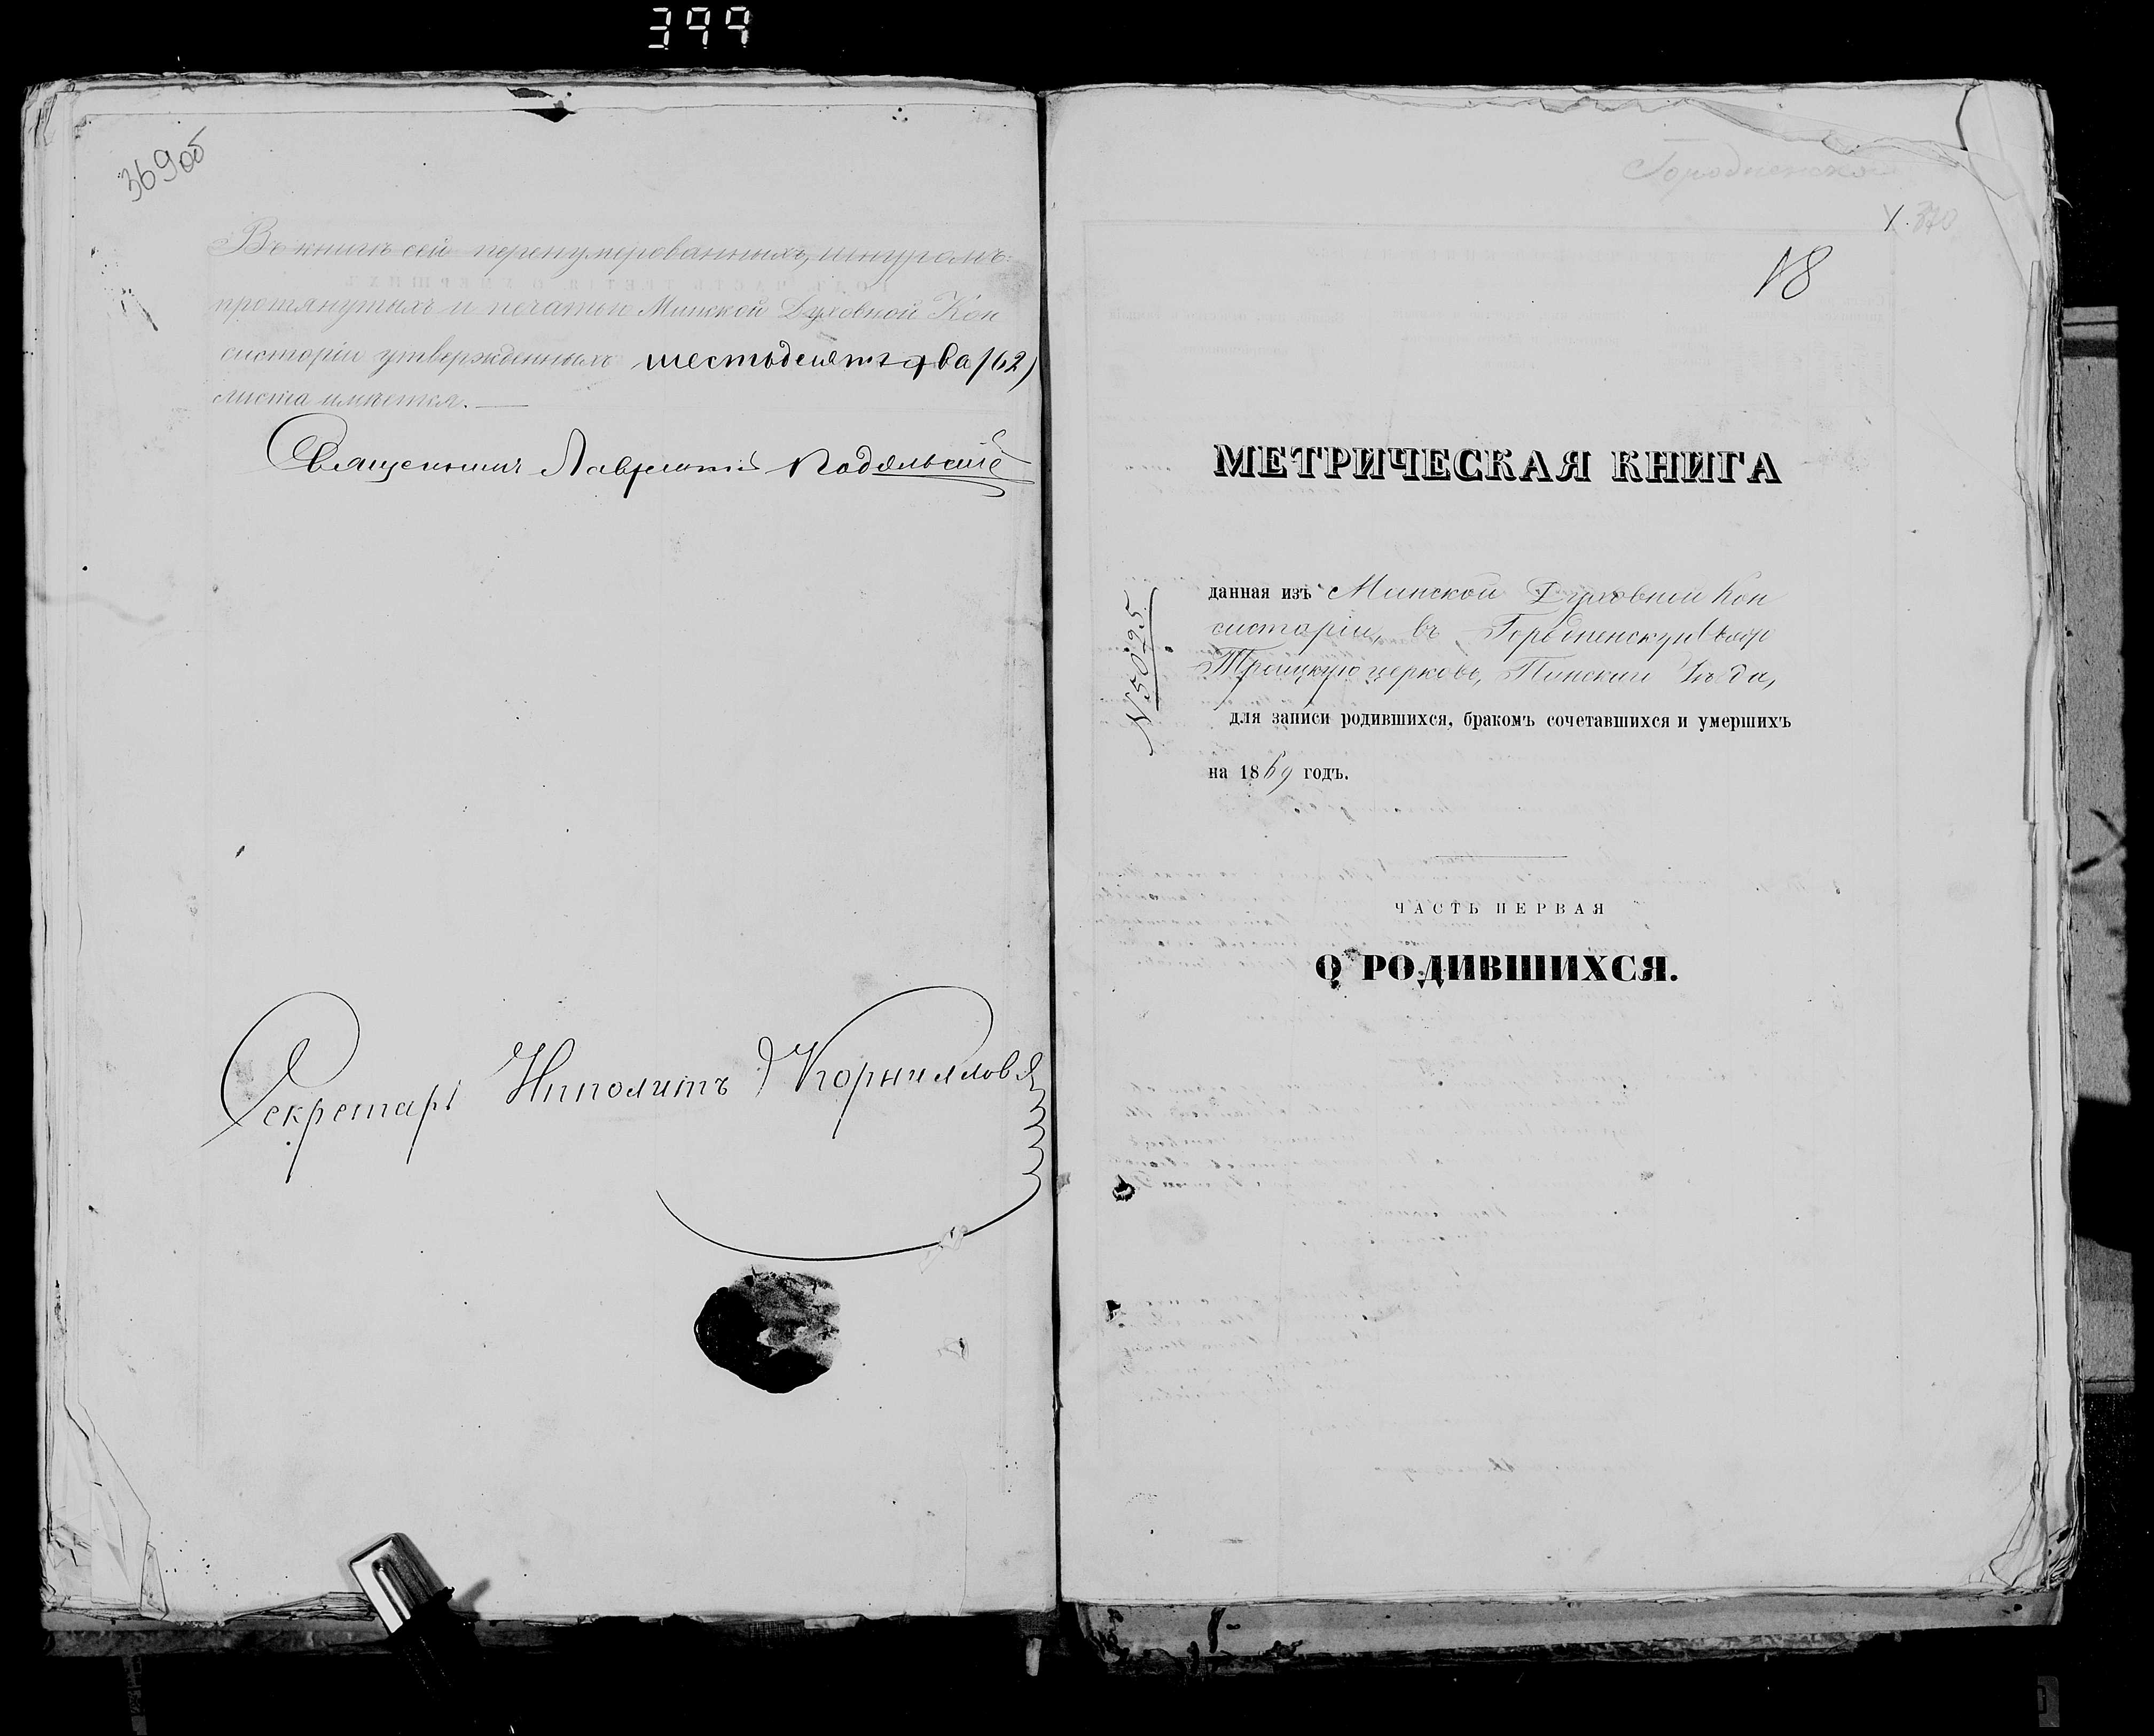 399
369об
Въ книгѣ сей перенумерованныхъ, шнуромъ
протянутыхъ и печатью Минской Духовной Кон
систоріи утвержденныхъ шестьдесятъ два (62)
листа имѣется.
Священникъ Лаврентій Подольскій
Секретарь Ипполитъ Корниловъ
370
18
МЕТРИЧЕСКАЯ КНИГА
N 5025
данная изъ Минской Духовной Кон
систоріи, въ
Троицкую церковь, Пинскаго уѣзда,
для записи родившихся, бракомъ сочетавшихся и умершихъ
на 1869 годъ.
ЧАСТЬ ПЕРВАЯ
О РОДИВШИХСЯ.